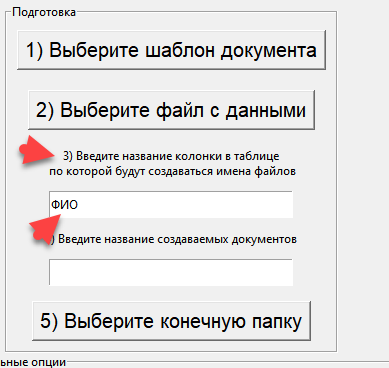 Подготовка
1) Выберите шаблон документа
2) Выберите файл с данными
3) Введите название колонки в таблице
по которой будут создаваться имена файлов
ФИО
) Введите название создаваемых документов
5) Выберите конечную папку
ьные опции